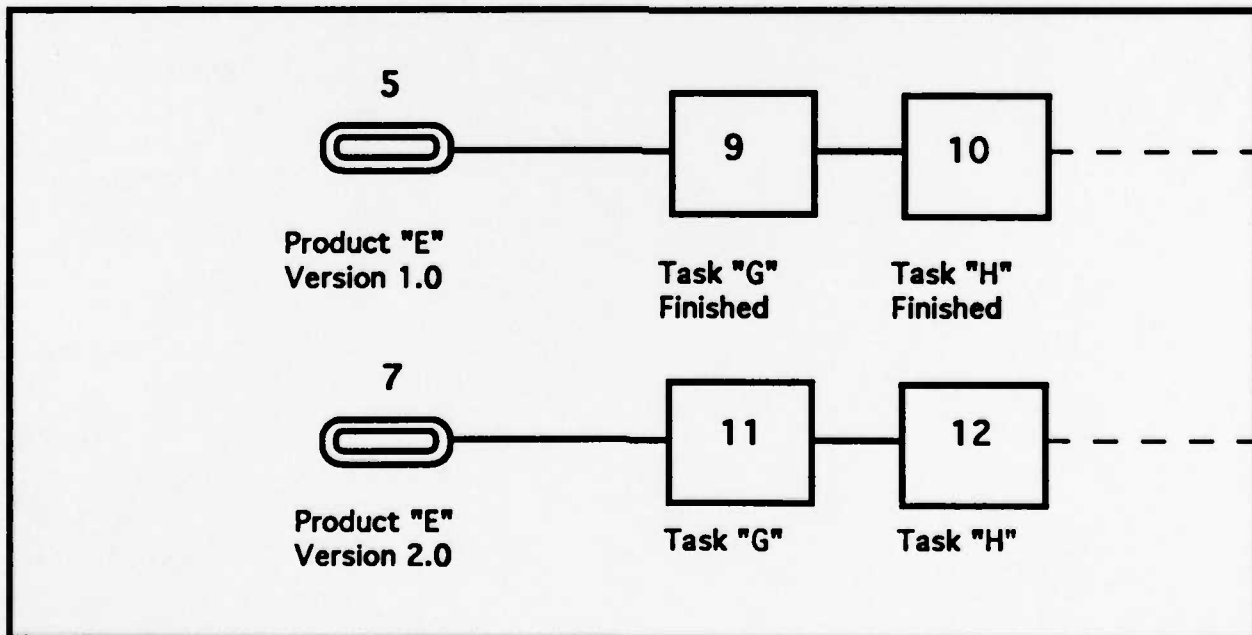 5
9
10
Product "E"
Version 1.0
Task "G"
Finished
Task "H"
Finished
7
11
12
Product "E"
Version 2.0
Task "G"
Task "H"